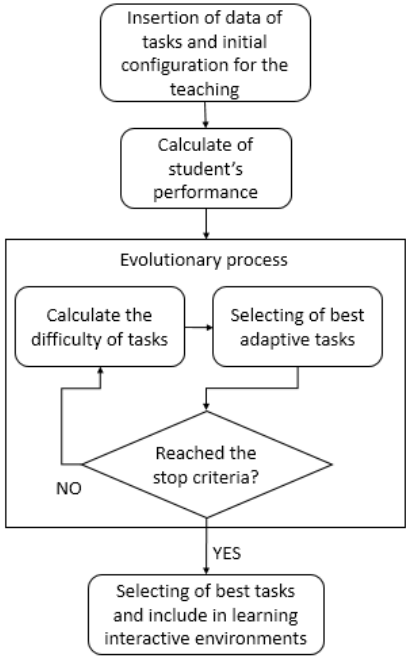 Insertion of data of
tasks and initial
configuration for the
teaching
Calculate of
student's
performance
Evolutionary process
Calculate the
difficulty of tasks
Selecting of best
adaptive tasks
Reached the
stop criteria?
NO
YES
Selecting of best tasks
and include in learning
interactive environments